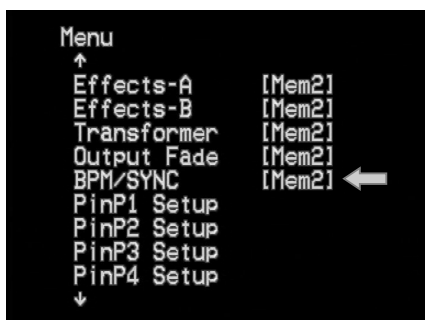 Menu
↑
Effects-A [Mem2]
Effects-B [Mem2]
Transformer [Mem2]
Output Fade [Mem2]
BPM/SYNC [Mem2]
PinP1 Setup
PinP2 Setup
PinP3 Setup
PinP4 Setup
↓